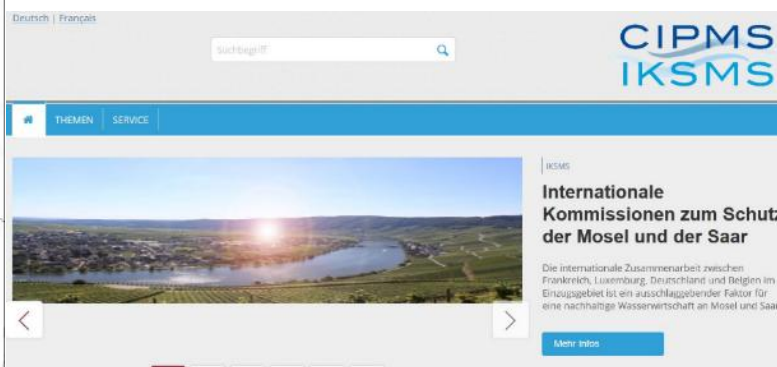 Deutsch | Français
Suchbegriff
CIPMS
IKSMS
THEMEN SERVICE
IKSMS
Internationale
Kommissionen zum Schutz
der Mosel und der Saar
Die internationale Zusammenarbeit zwischen
Frankreich, Luxemburg, Deutschland und Belgien im
Einzugsgebiet ist ein ausschlaggebender Faktor für
eine nachhaltige Wasserwirtschaft an Mosel und Saar
Mehr Infos